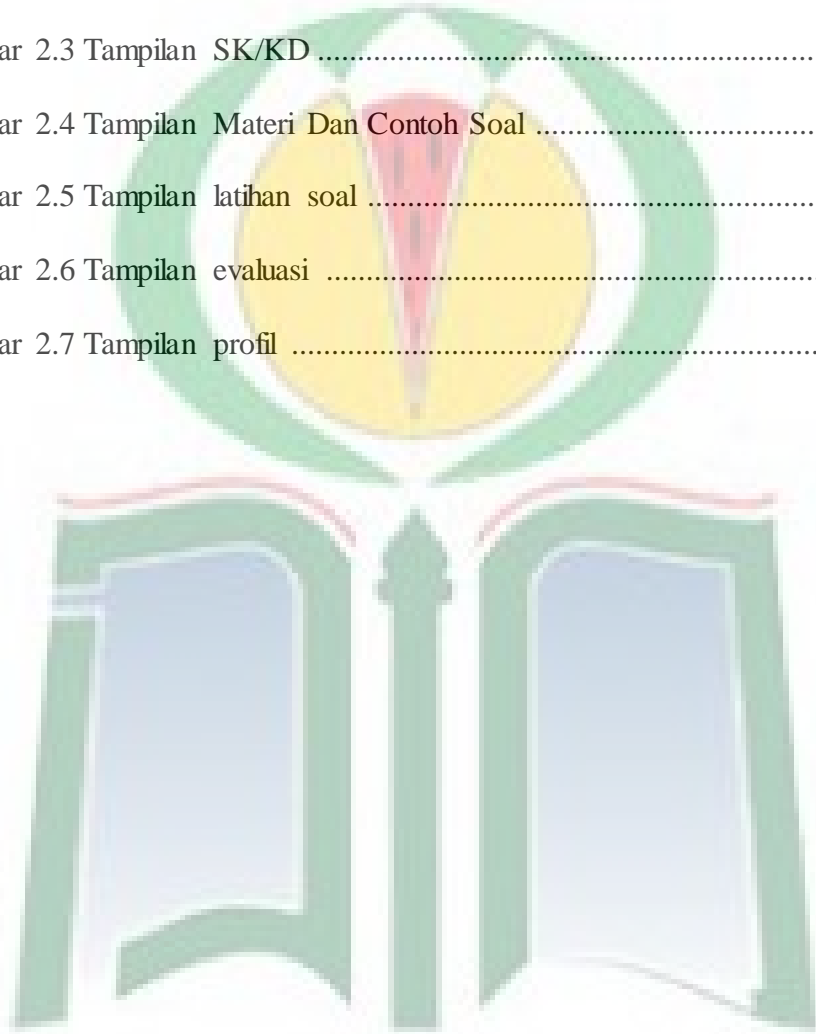 ar 2.3 Tampilan SK/KD ........................................................
ar 2.4 Tampilan Materi Dan Contoh Soal ................................
ar 2.5 Tampilan latihan soal ..................................................
ar 2.6 Tampilan evaluasi .......................................................
ar 2.7 Tampilan profil ...........................................................